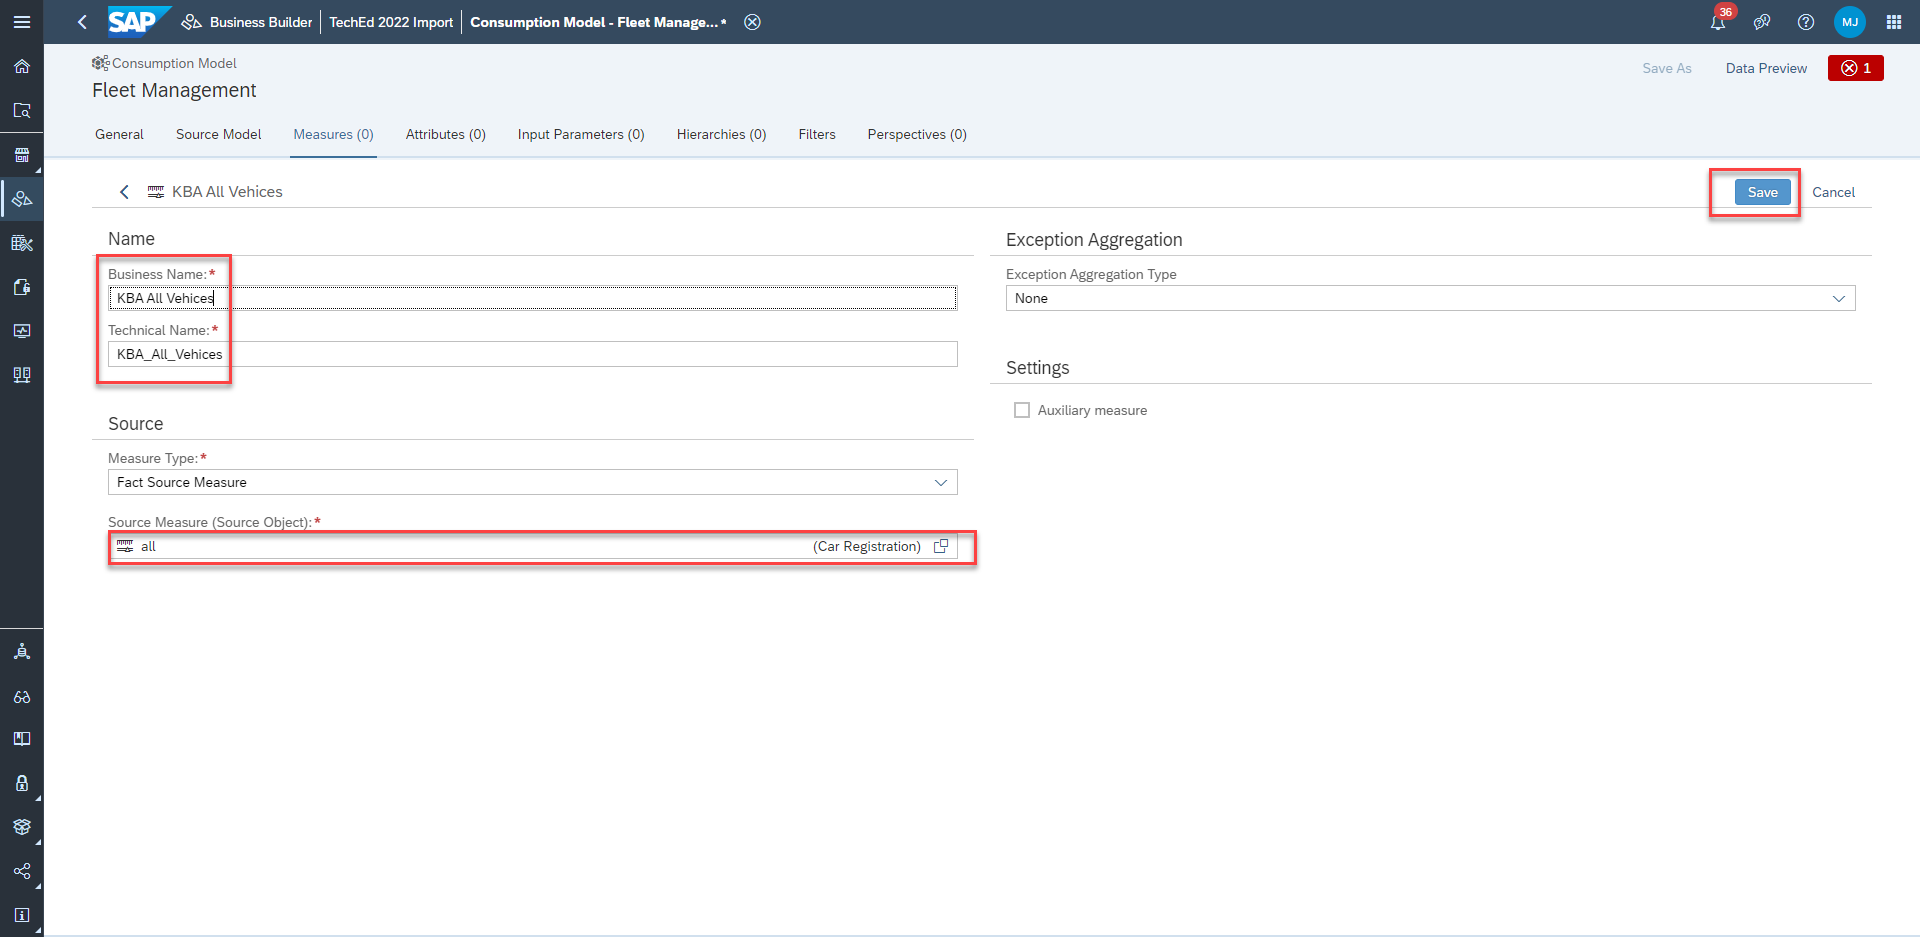 SAP Business Builder TechEd 2022 Import Consumption Model - Fleet Manage... * 36 MJ
Consumption Model
Fleet Management
Save As Data Preview 1
General Source Model Measures (0) Attributes (0) Input Parameters (0) Hierarchies (0) Filters Perspectives (0)
KBA All Vehices Save Cancel
Name
Business Name:*
KBA All Vehices
Technical Name:*
KBA_All_Vehices
Source
Measure Type:*
Fact Source Measure
Source Measure (Source Object):*
all (Car Registration)
Exception Aggregation
Exception Aggregation Type
None
Settings
Auxiliary measure